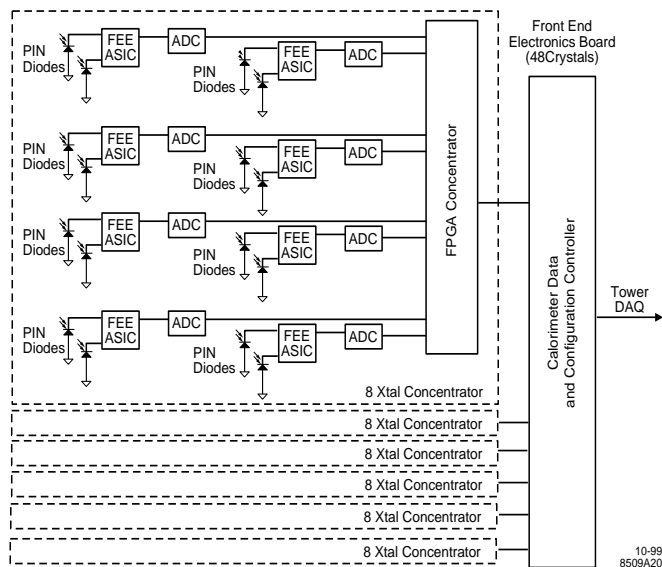 PIN
Diodes
FEE
ASIC
ADC
PIN
Diodes
FEE
ASIC
ADC
PIN
Diodes
FEE
ASIC
ADC
PIN
Diodes
FEE
ASIC
ADC
PIN
Diodes
FEE
ASIC
ADC
PIN
Diodes
FEE
ASIC
ADC
PIN
Diodes
FEE
ASIC
ADC
PIN
Diodes
FEE
ASIC
ADC
FPGA Concentrator
8 Xtal Concentrator
8 Xtal Concentrator
8 Xtal Concentrator
8 Xtal Concentrator
8 Xtal Concentrator
8 Xtal Concentrator
Front End
Electronics Board
(48Crystals)
Calorimeter Data
and Configuration Controller
Tower
DAQ
10-99
8509A20